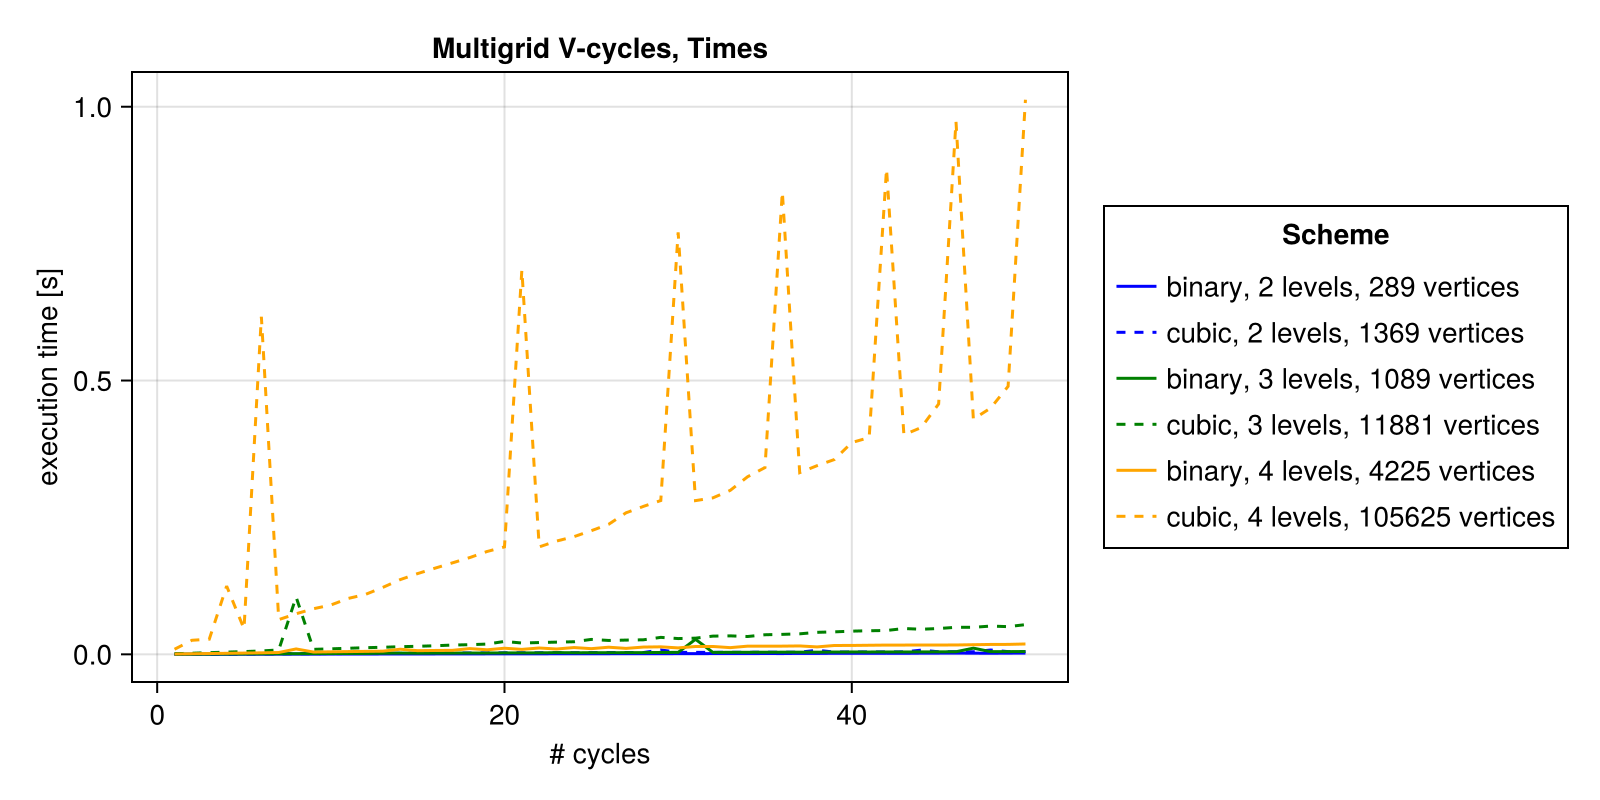 Multigrid V-cycles, Times
1.0
0.5
0.0
execution time [s]
0
20
40
# cycles
Scheme
binary, 2 levels, 289 vertices
cubic, 2 levels, 1369 vertices
binary, 3 levels, 1089 vertices
cubic, 3 levels, 11881 vertices
binary, 4 levels, 4225 vertices
cubic, 4 levels, 105625 vertices